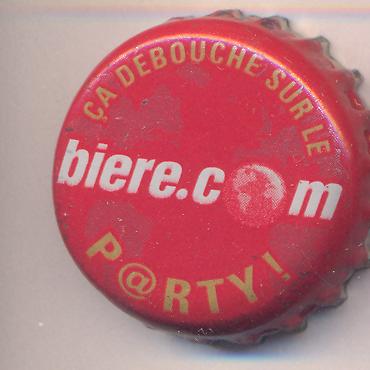 ÇA DEBOUCHE SUR LE
biere.com
P@RTY!